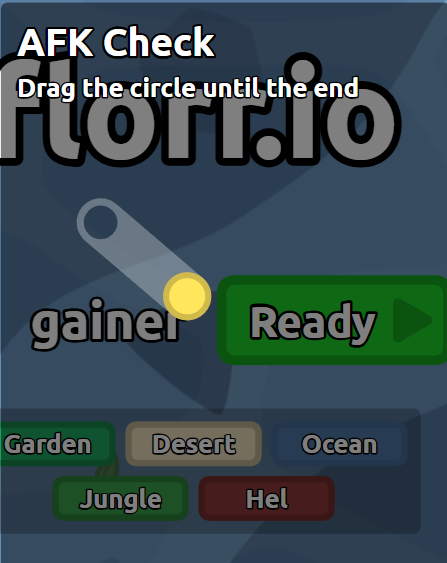 AFK Check
Drag the circle until the end
florr.io
gainer
Ready
Garden
Desert
Ocean
Jungle
Hel